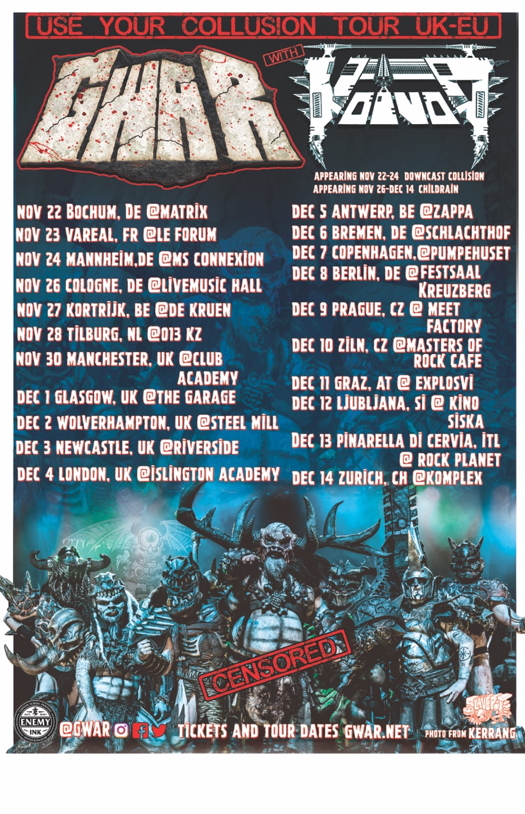 USE YOUR COLLUSION TOUR UK-EU
GWAR
WITH
VOIVOD
APPEARING NOV 22-24 DOWNCAST COLLISION
APPEARING NOV 26-DEC 14 CHILDRAIN
NOV 22 BOCHUM, DE @MATRIX
NOV 23 VAREAL, FR @LE FORUM
NOV 24 MANNHEIM,DE @MS CONNEXION
NOV 26 COLOGNE, DE @LIVEMUSIC HALL
NOV 27 KORTRIJK, BE @DE KRUEN
NOV 28 TILBURG, NL @013 KZ
NOV 30 MANCHESTER, UK @CLUB
ACADEMY
DEC 1 GLASGOW, UK @THE GARAGE
DEC 2 WOLVERHAMPTON, UK @STEEL MILL
DEC 3 NEWCASTLE, UK @RIVERSIDE
DEC 4 LONDON, UK @ISLINGTON ACADEMY
DEC 5 ANTWERP, BE @ZAPPA
DEC 6 BREMEN, DE @SCHLACHTHOF
DEC 7 COPENHAGEN,@PUMPEHUSET
DEC 8 BERLIN, DE @FESTSAAL
KREUZBERG
DEC 9 PRAGUE, CZ @ MEET
FACTORY
DEC 10 ZILN, CZ @MASTERS OF
ROCK CAFE
DEC 11 GRAZ, AT @ EXPLOSVI
DEC 12 LJUBLJANA, SI @ KINO
SISKA
DEC 13 PINARELLA DI CERVIA, ITL
@ ROCK PLANET
DEC 14 ZURICH, CH @KOMPLEX
CENSORED
ENEMY
INK
@GWAR
TICKETS AND TOUR DATES GWAR.NET
PHOTO FROM KERRANG